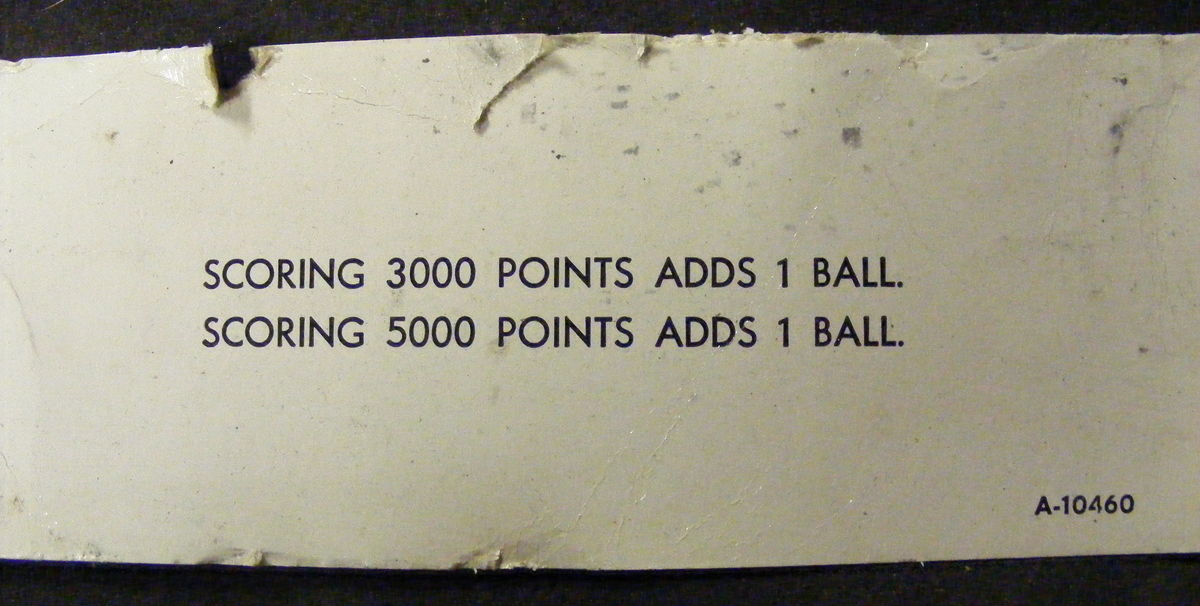 SCORING 3000 POINTS ADDS 1 BALL.
SCORING 5000 POINTS ADDS 1 BALL.
A-10460